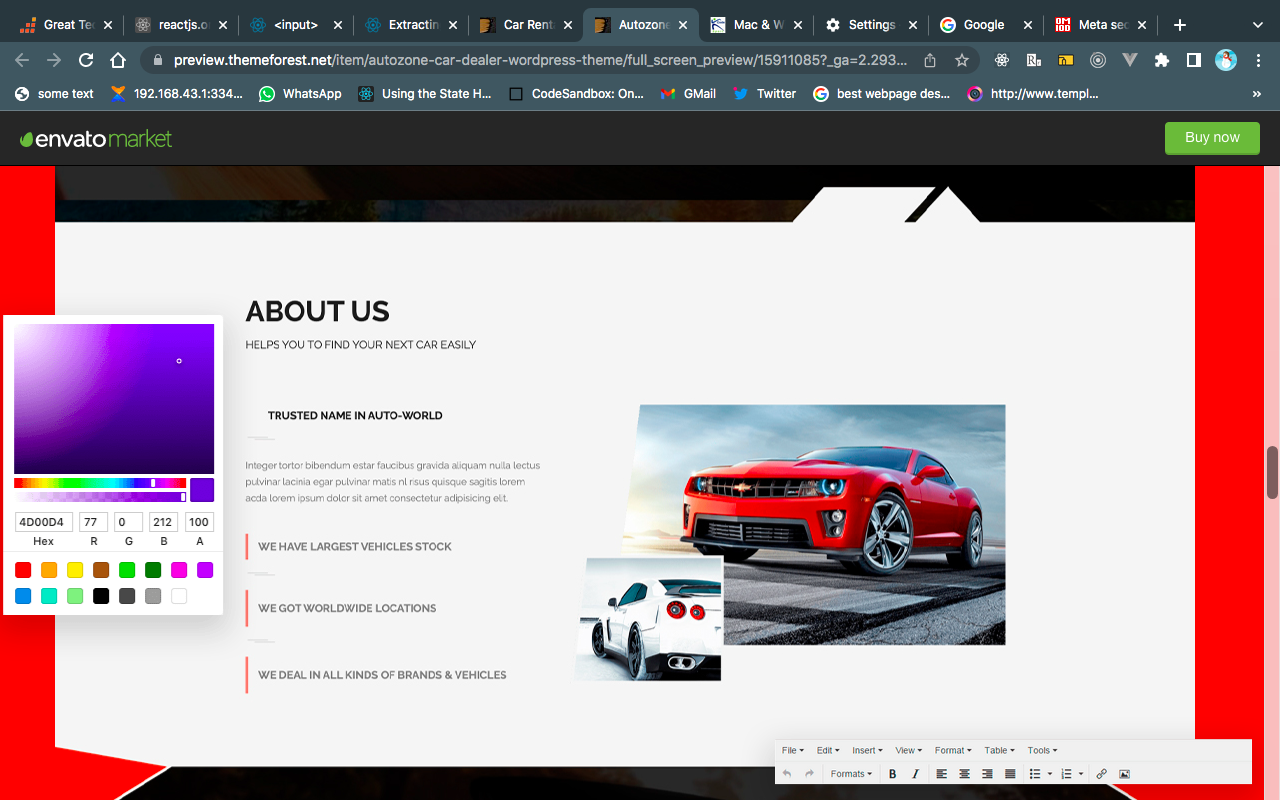 Great Te
reactjs.o
<input>
Extractin
Car Rent
Autozone
Mac & W
Settings
Google
Meta sec
preview.themeforest.net/item/autozone-car-dealer-wordpress-theme/full_screen_preview/15911085?_ga=2.293...
some text
192.168.43.1:334...
WhatsApp
Using the State H...
CodeSandbox: On...
GMail
Twitter
best webpage des...
http://www.templ...
»
envato market
Buy now
ABOUT US
HELPS YOU TO FIND YOUR NEXT CAR EASILY
TRUSTED NAME IN AUTO-WORLD
Integer tortor bibendum estar faucibus gravida aliquam nulla lectus
pulvinar lacinia egar pulvinar matis nl risus quisque sagitis lorem
acda lorem ipsum dolor sit amet consectetur adipisicing elit.
WE HAVE LARGEST VEHICLES STOCK
WE GOT WORLDWIDE LOCATIONS
WE DEAL IN ALL KINDS OF BRANDS & VEHICLES
4D00D4 77 0 212 100
Hex R G B A
File Edit Insert View Format Table Tools
Formats B I